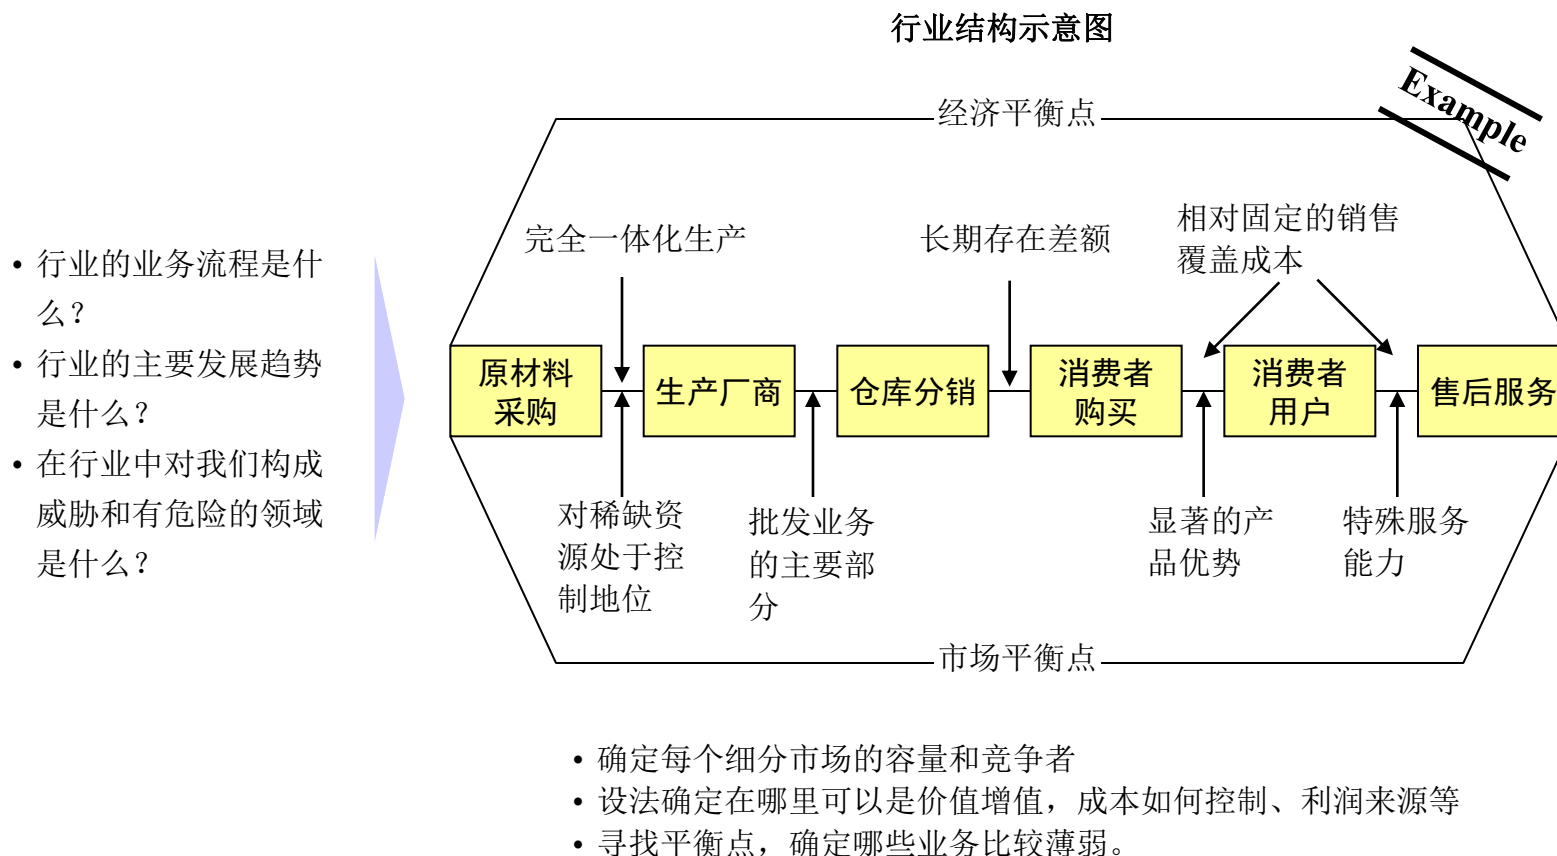 行业结构示意图
Example
经济平衡点
完全一体化生产
长期存在差额
相对固定的销售
覆盖成本
• 行业的业务流程是什
么？
• 行业的主要发展趋势
是什么？
• 在行业中对我们构成
威胁和有危险的领域
是什么？
原材料
采购
生产厂商
仓库分销
消费者
购买
消费者
用户
售后服务
对稀缺资
源处于控
制地位
批发业务
的主要部
分
显著的产
品优势
特殊服务
能力
市场平衡点
• 确定每个细分市场的容量和竞争者
• 设法确定在哪里可以是价值增值，成本如何控制、利润来源等
• 寻找平衡点，确定哪些业务比较薄弱。